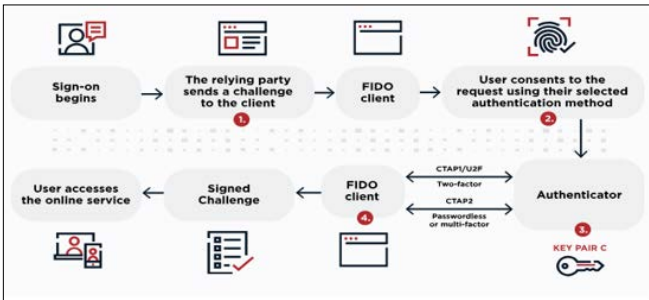 Sign-on
begins
The relying party
sends a challenge
to the client
1.
FIDO
client
User consents to the
request using their selected
authentication method
2.
User accesses
the online service
Signed
Challenge
FIDO
client
4.
CTAP1/U2F
Two-factor
CTAP2
Passwordless
or multi-factor
Authenticator
3.
KEY PAIR C